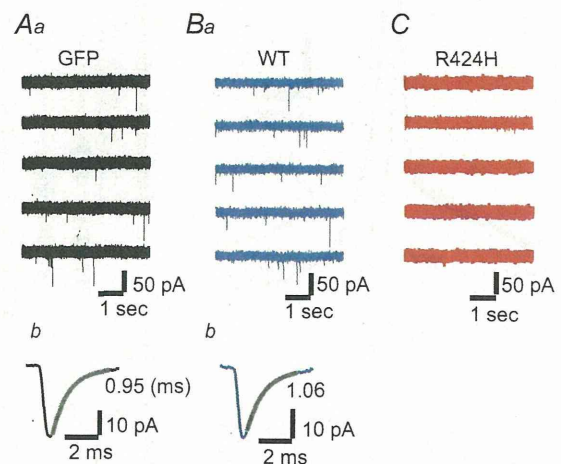 Aa
Ba
C
GFP
WT
R424H
50 pA
1 sec
50 pA
1 sec
50 pA
1 sec
b
b
0.95 (ms)
10 pA
2 ms
1.06
10 pA
2 ms